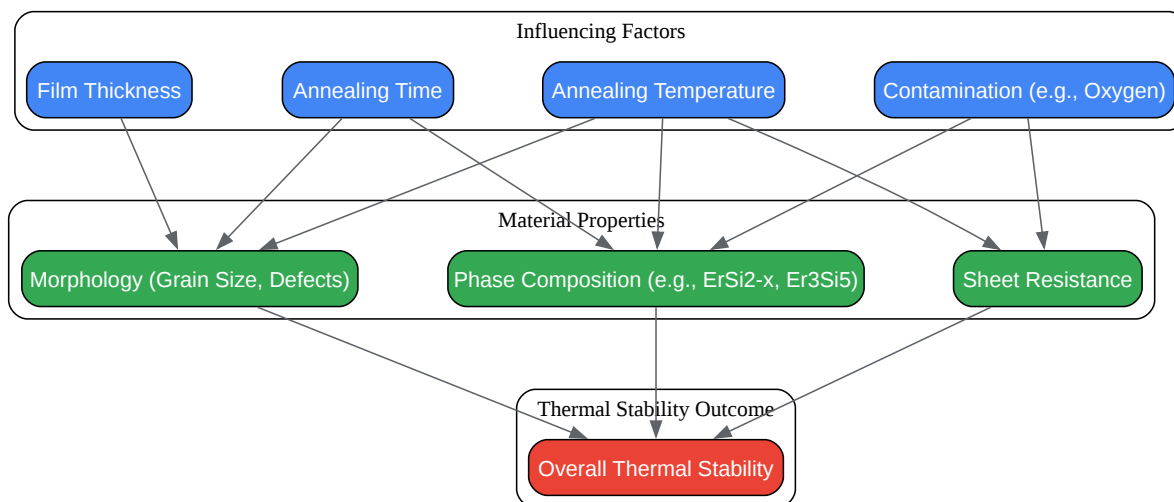 Influencing Factors
Film Thickness
Annealing Time
Annealing Temperature
Contamination (e.g., Oxygen)
Material Properties
Morphology (Grain Size, Defects)
Phase Composition (e.g., ErSi2-x, Er3Si5)
Sheet Resistance
Thermal Stability Outcome
Overall Thermal Stability